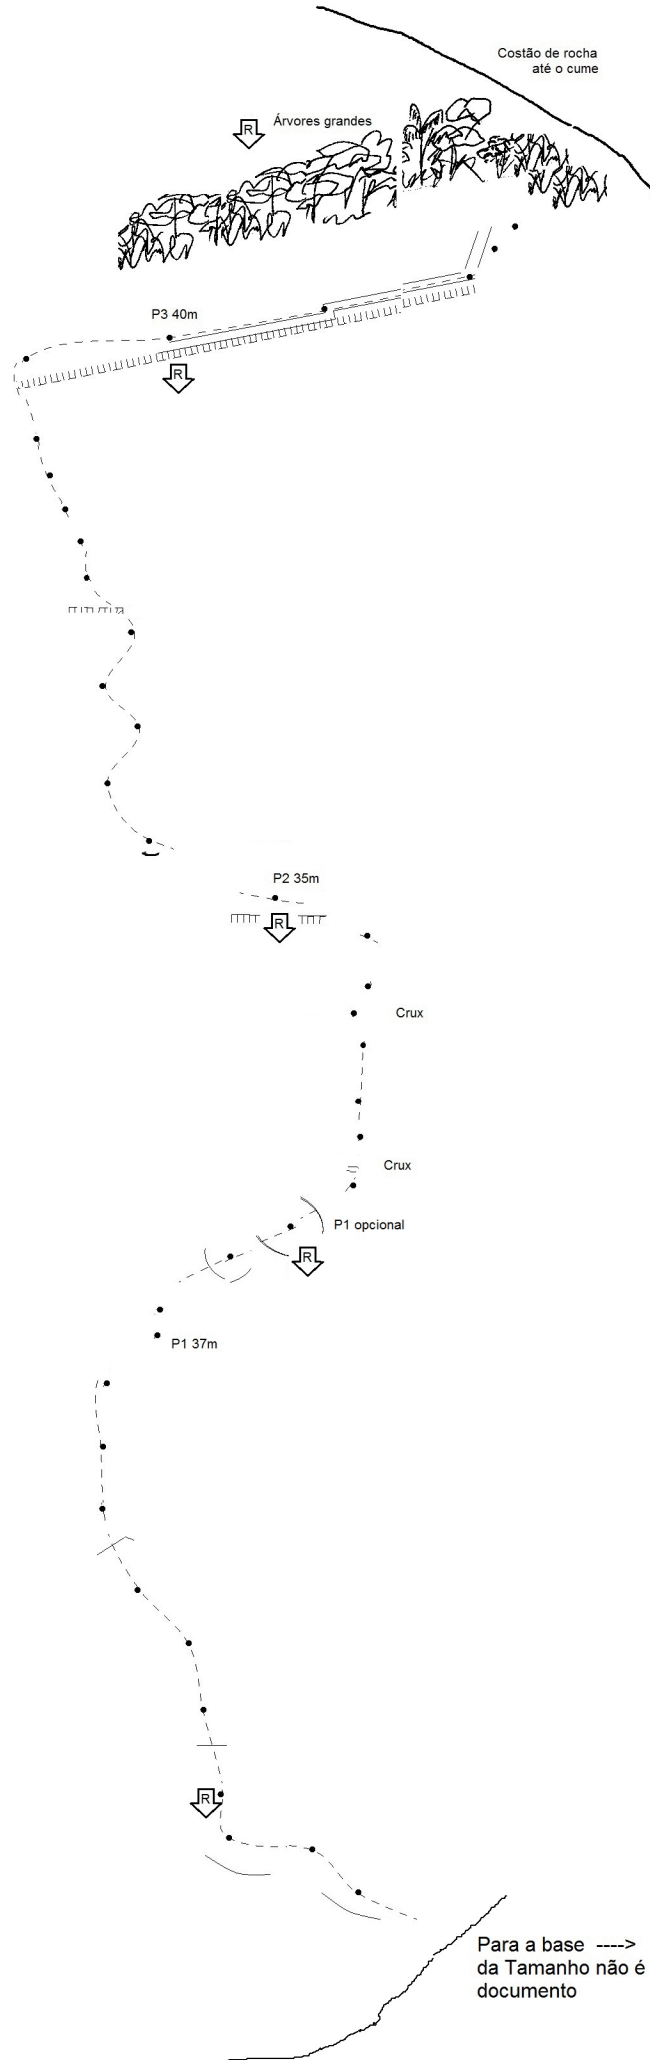 Costão de rocha
até o cume
R
Árvores grandes
P3 40m
R
P2 35m
R
Crux
Crux
P1 opcional
R
P1 37m
R
Para a base ---->
da Tamanho não é
documento